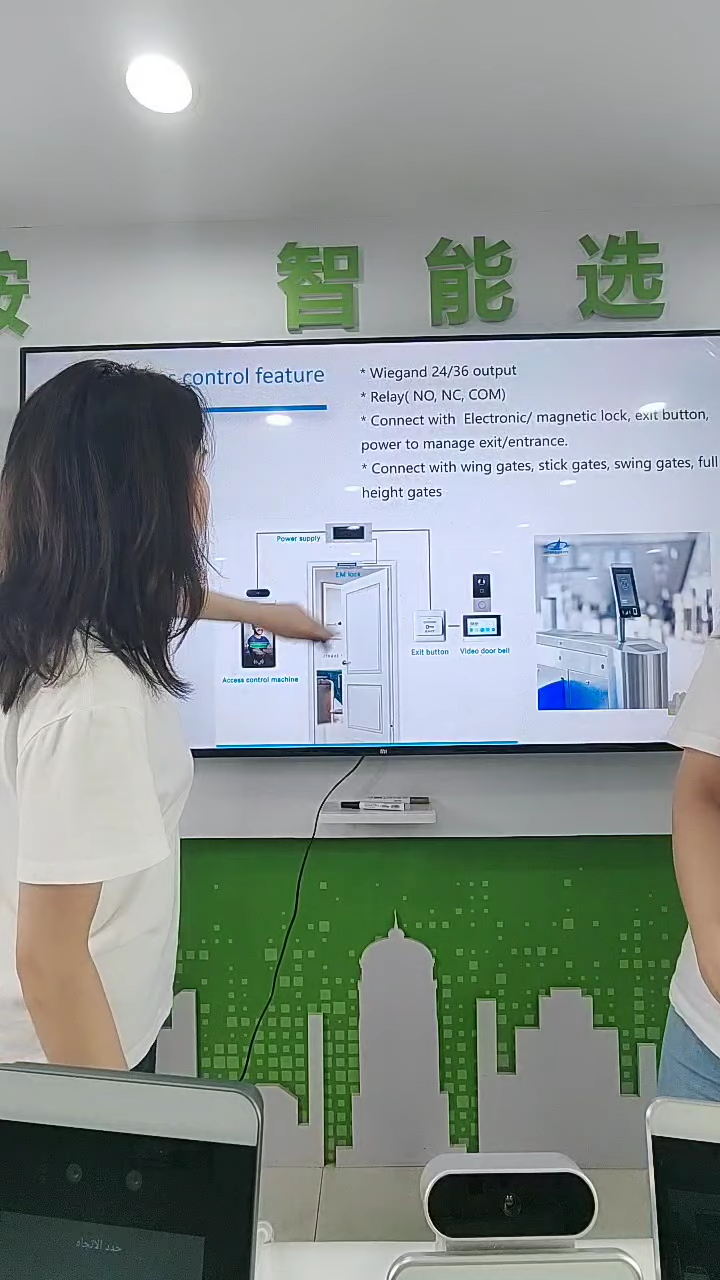 智能选
control feature
* Wiegand 24/36 output
* Relay( NO, NC, COM)
* Connect with Electronic/ magnetic lock, exit button,
power to manage exit/entrance.
* Connect with wing gates, stick gates, swing gates, full
height gates
Power supply
EM lock
Exit button
Video door bell
Access control machine
mi
حدد الاتجاه